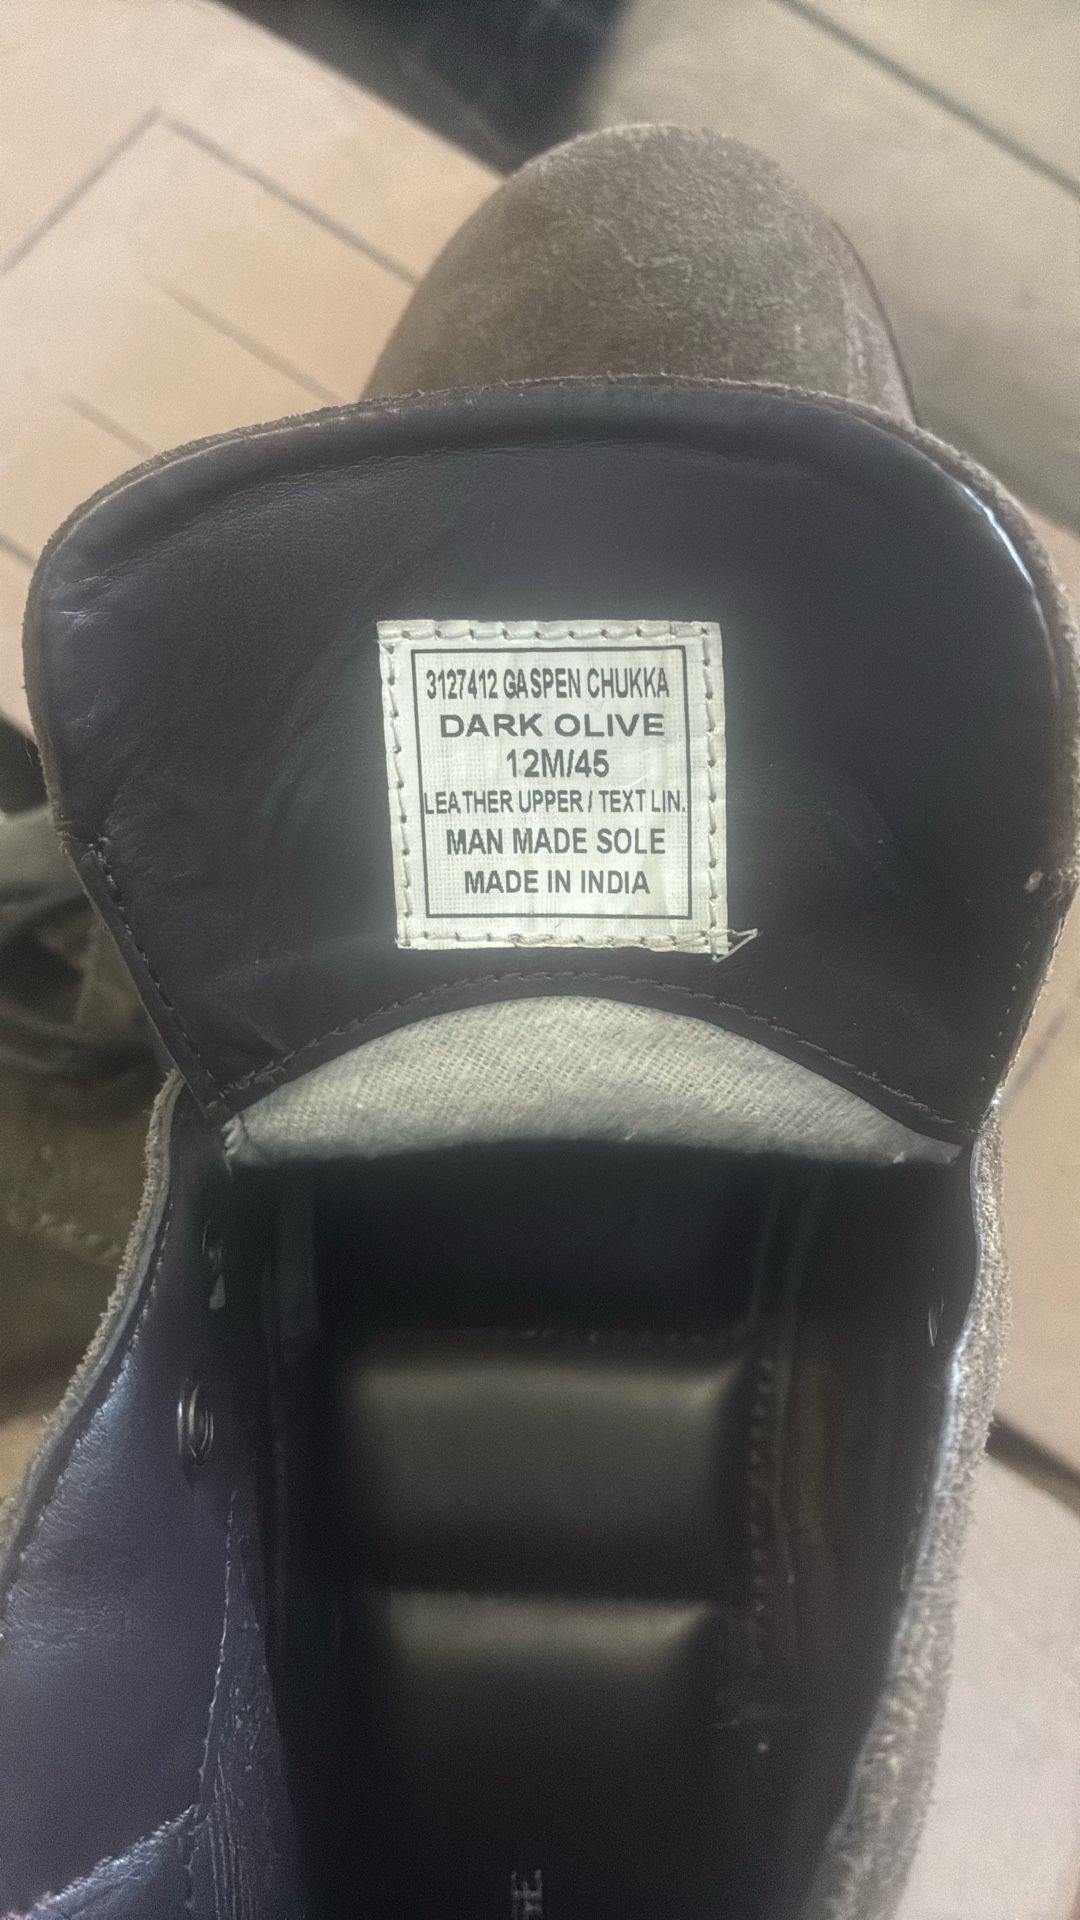 3127412 GASPEN CHUKKA
DARK OLIVE
12M/45
LEATHER UPPER / TEXT LIN.
MAN MADE SOLE
MADE IN INDIA